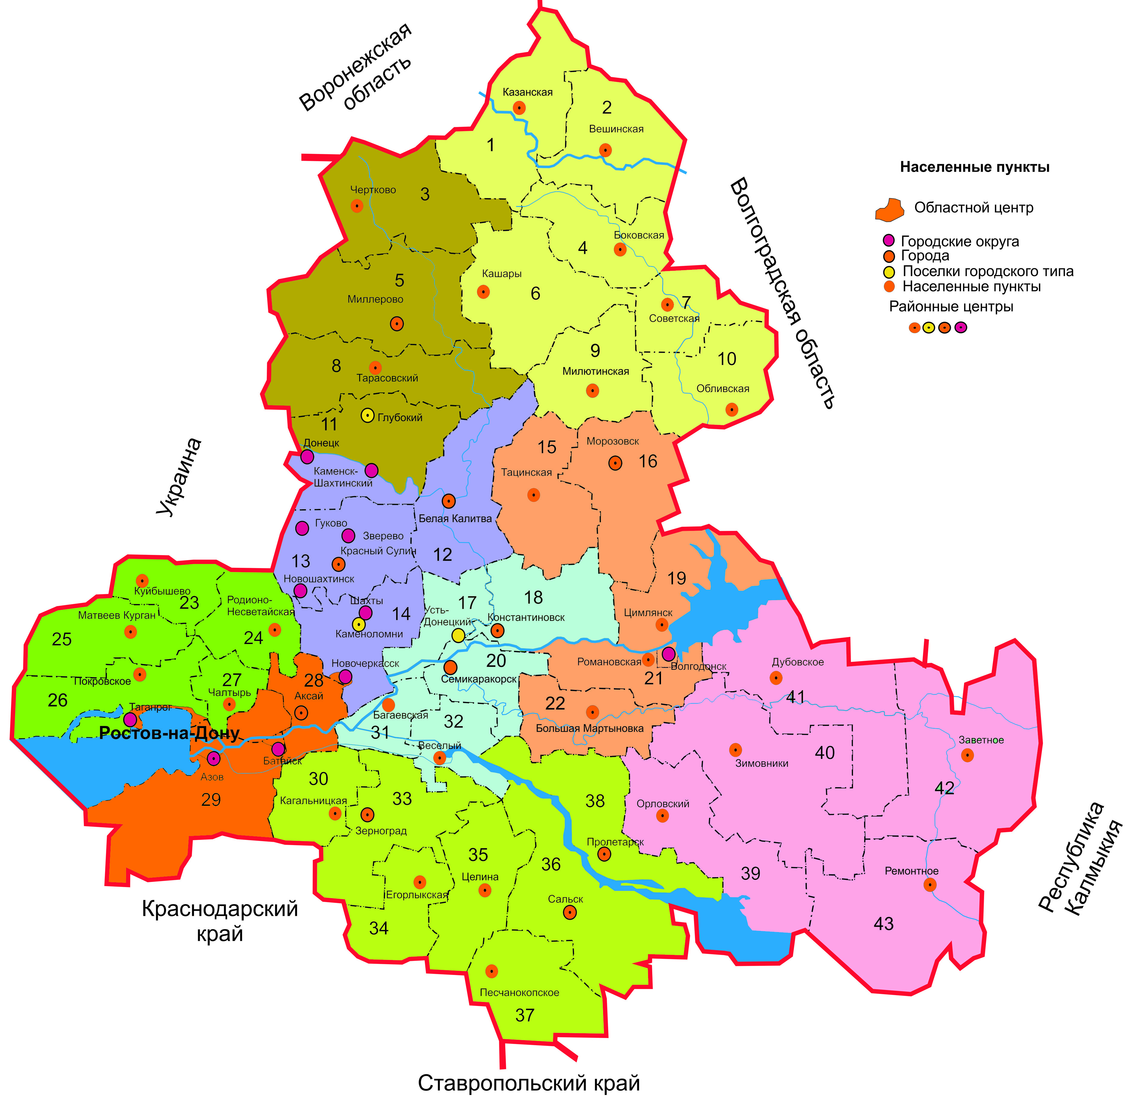 Воронежская
область
Казанская
2
Вешинская
1
Населенные пункты
Чертково
3
Волгоградская область
Областной центр
Боковская
4
Городские округа
Города
Поселки городского типа
Населенные пункты
Районные центры
5
Кашары
6
Миллерово
7
Советская
8
Тарасовский
9
Милютинская
10
Обливская
11
Глубокий
Украина
Донецк
Каменск-
Шахтинский
15
Морозовск
16
Тацинская
Белая Калитва
Гуково
Зверево
Красный Сулин
12
13
Новошахтинск
19
Куйбышево
23
Родионо-
Несветайская
Матвеев Курган
25
24
Шахты
14
Каменоломни
17
18
Усть-
Донецкий
Константиновск
Цимлянск
20
Семикаракорск
Романовская
Волгодонск
21
Дубовское
41
Новочеркасск
Покровское
27
28
26
Чалтырь
Аксай
Таганрог
Багаевская
22
Большая Мартыновка
Ростов-на-Дону
31
32
Веселый
Батайск
Азов
Зимовники
40
Заветное
42
30
29
Кагальницкая
33
Зерноград
38
Орловский
Пролетарск
35
36
Целина
Егорлыкская
34
Сальск
39
Ремонтное
43
Песчанокопское
37
Краснодарский
край
Республика
Калмыкия
Ставропольский край